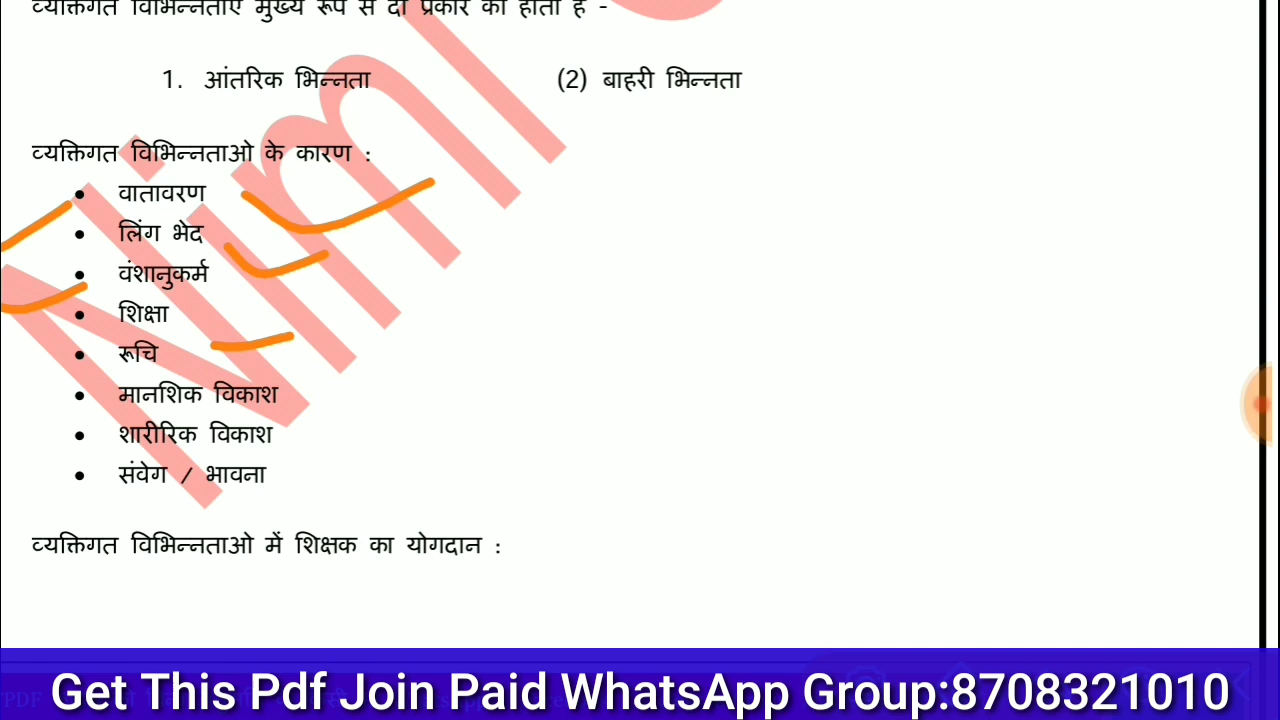 व्यक्तिगत विभिन्नताएं मुख्य रूप से दो प्रकार की होती है -
1. आंतरिक भिन्नता (2) बाहरी भिन्नता
व्यक्तिगत विभिन्नताओ के कारण :
• वातावरण
• लिंग भेद
• वंशानुकर्म
• शिक्षा
• रूचि
• मानशिक विकाश
• शारीरिक विकाश
• संवेग / भावना
व्यक्तिगत विभिन्नताओ में शिक्षक का योगदान :
Get This Pdf Join Paid WhatsApp Group:8708321010